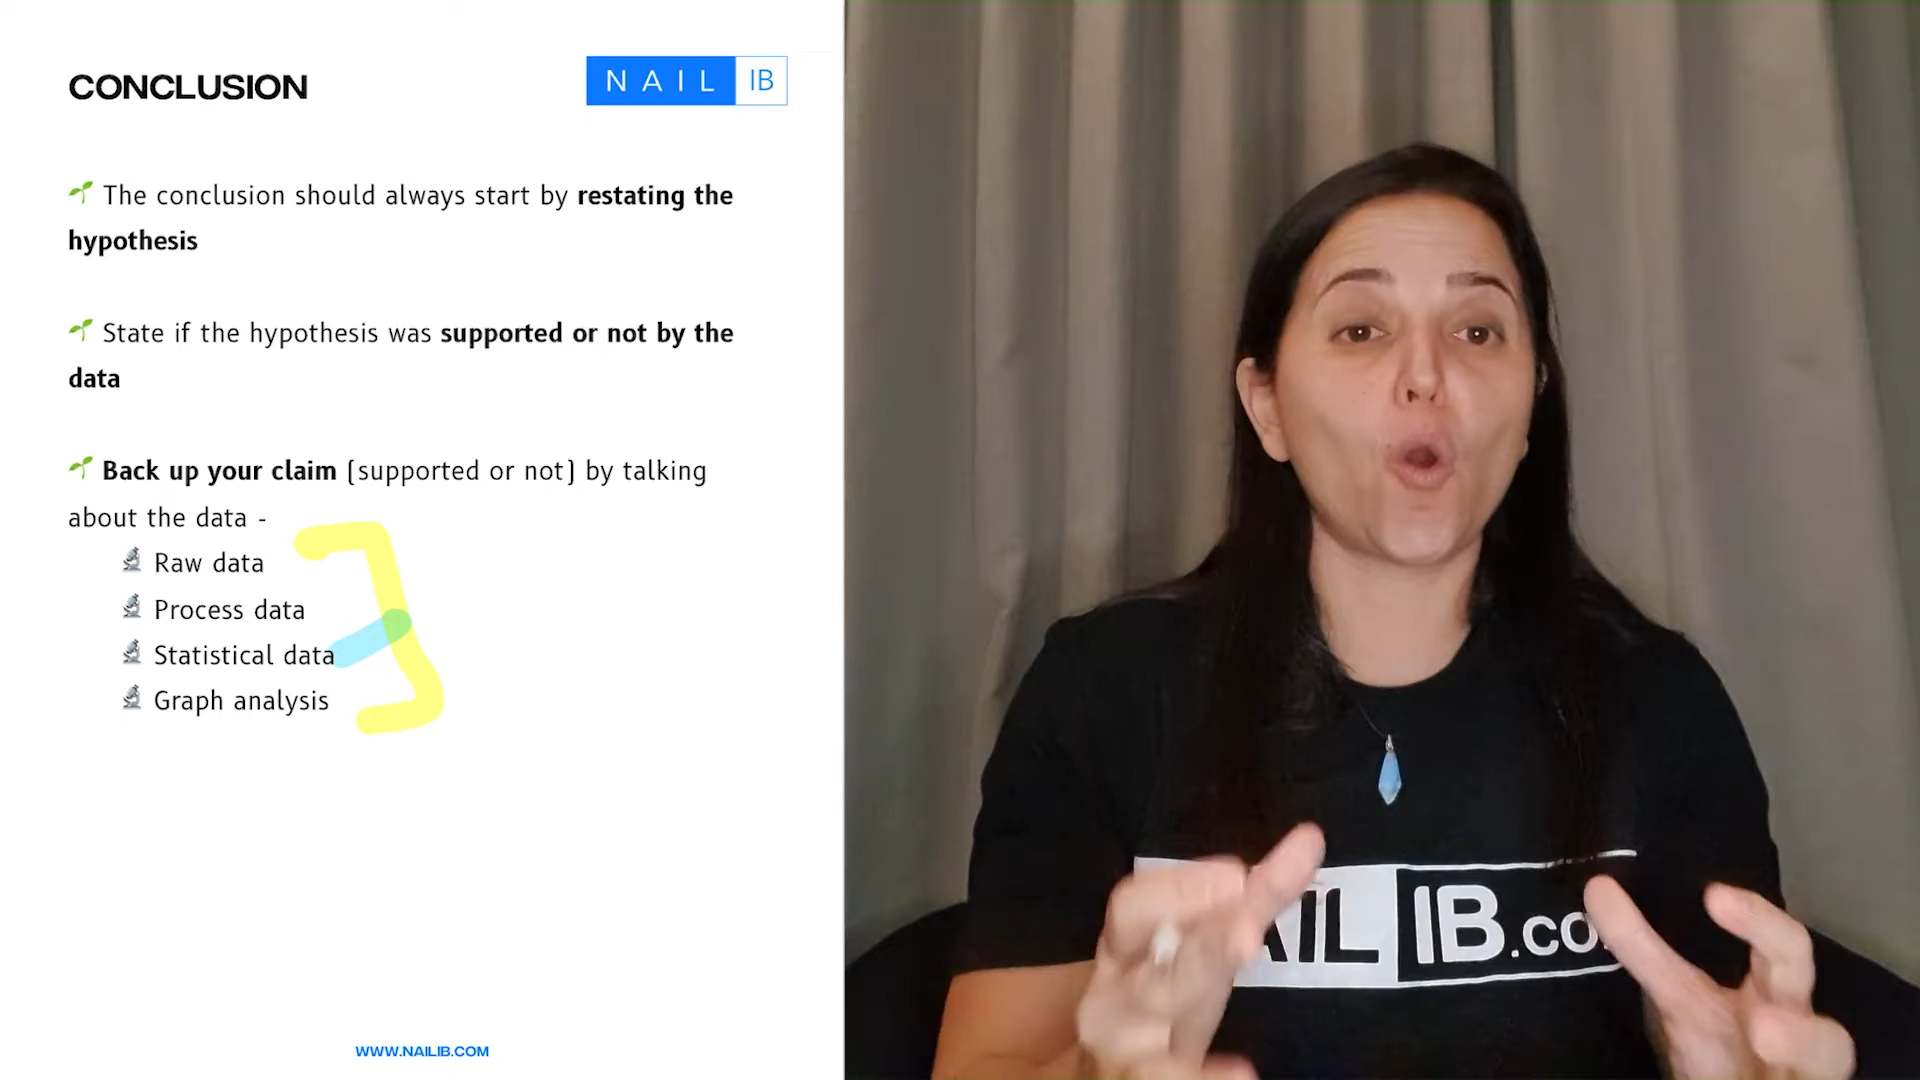 CONCLUSION
NAIL IB
The conclusion should always start by restating the
hypothesis
State if the hypothesis was supported or not by the
data
Back up your claim (supported or not) by talking
about the data -
Raw data
Process data
Statistical data
Graph analysis
WWW.NAILIB.COM
IB